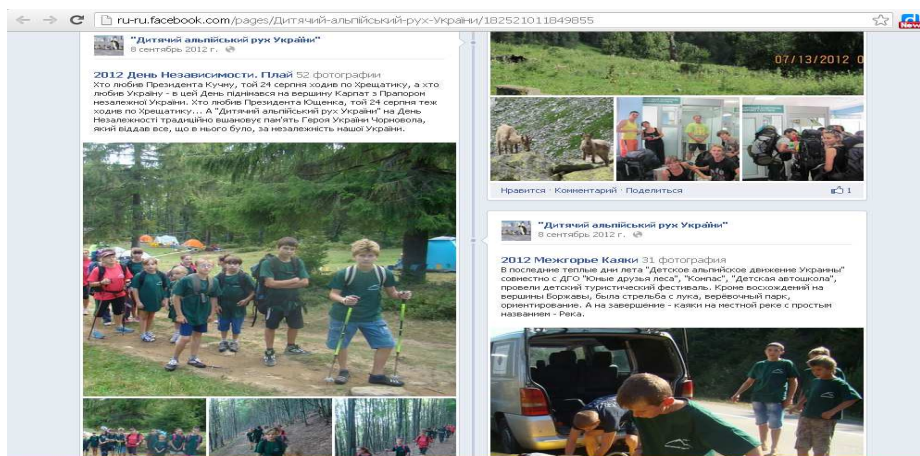 ru-ru.facebook.com/pages/Дитячий-альпійський-рух-України/182521011849855
"Дитячий альпійський рух України"
8 сентябрь 2012 г.
2012 День Независимости. Плай 52 фотографии
Хто любив Президента Кучму, той 24 серпня ходив по Хрещатику, а хто
любив Україну - в цей День піднімався на вершину Карпат з Прапором
незалежної України. Хто любив Президента Ющенка, той 24 серпня теж
ходив по Хрещатику... А "Дитячий альпійський рух України" на День
Незалежності традиційно вшановує пам'ять Героя України Чорновола,
який віддав все, що в нього було, за незалежність нашої України.
07/13/2012 0
Нравится · Комментарий · Поделиться
1
"Дитячий альпійський рух України"
8 сентябрь 2012 г.
2012 Межгорье Каяки 31 фотография
В последние теплые дни лета "Детское альпийское движение Украины"
совместно с ДГО "Юные друзья леса", "Компас", "Детская автошкола",
провели детский туристический фестиваль. Кроме восхождений на
вершины Боржавы, была стрельба с лука, верёвочный парк,
ориентирование. А на завершение - каяки на местной реке с простым
названием - Река.